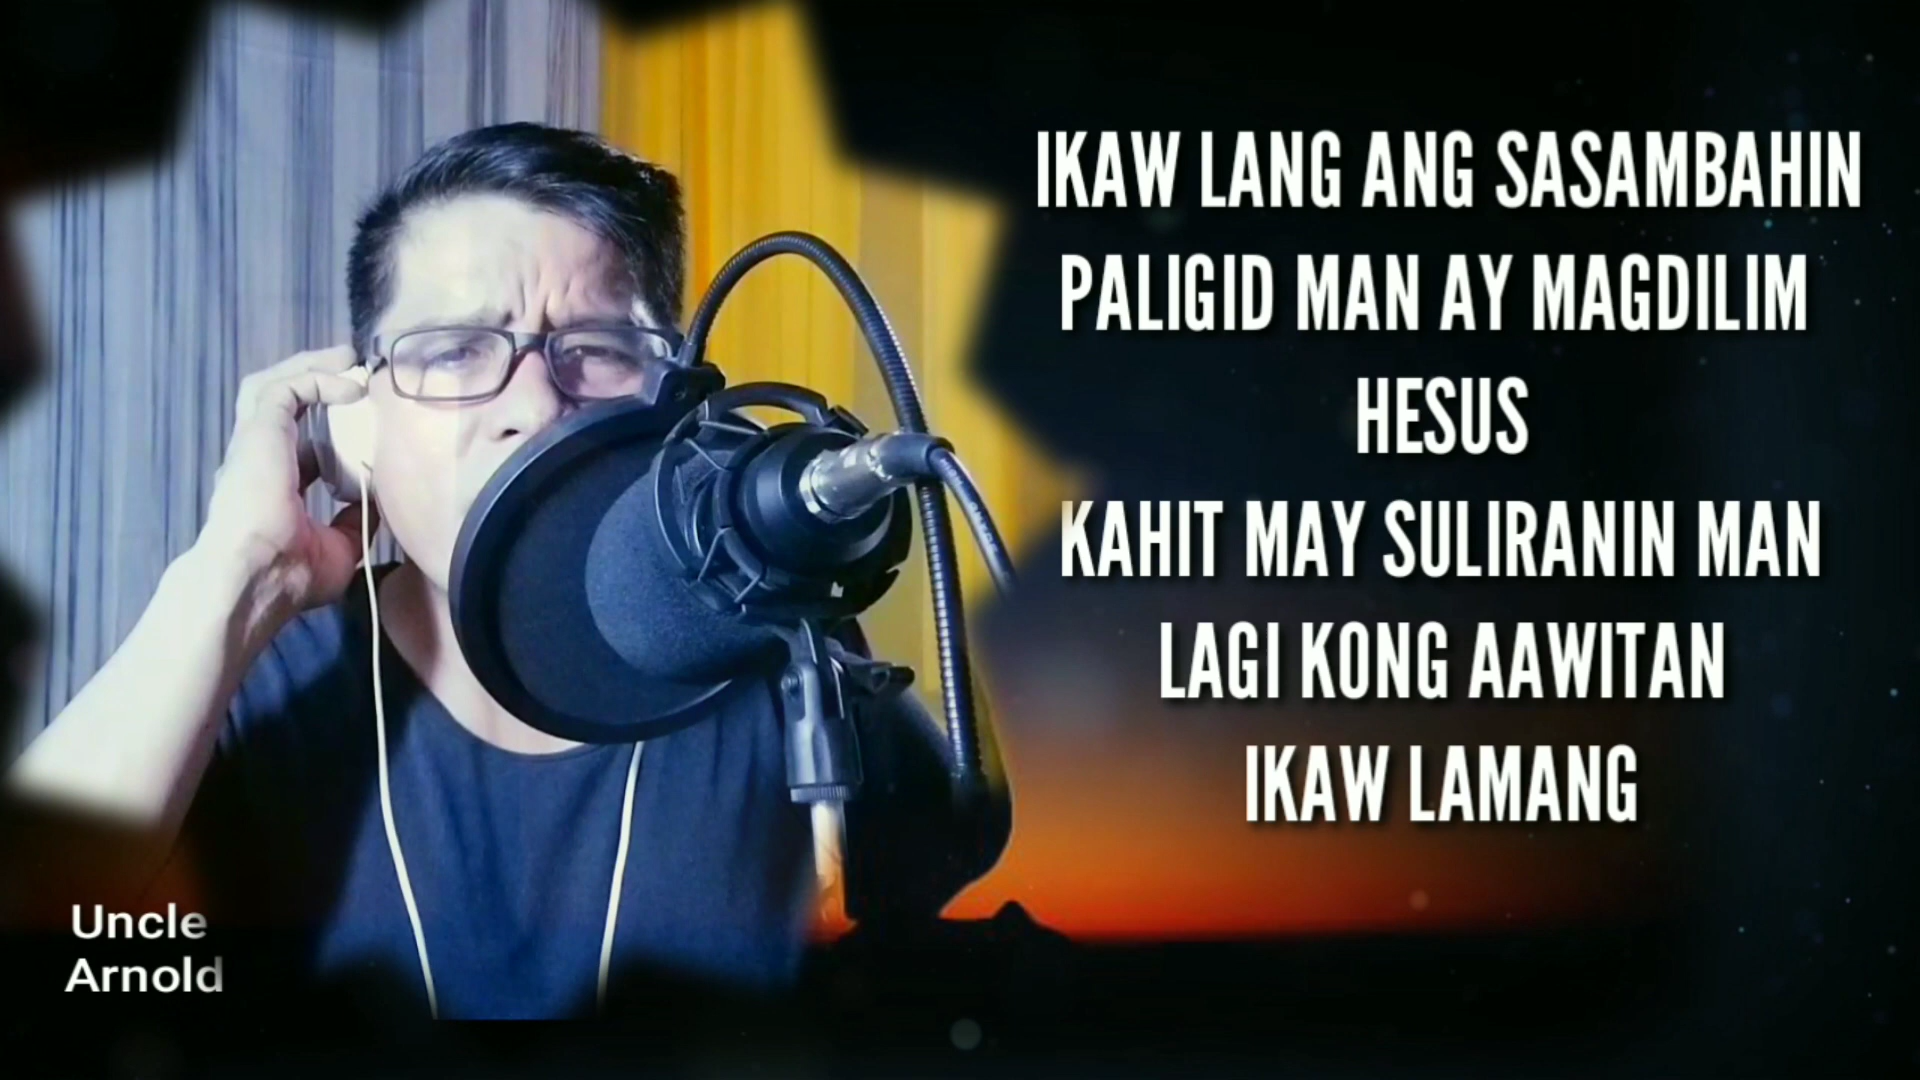 IKAW LANG ANG SASAMBAHIN
PALIGID MAN AY MAGDILIM
HESUS
KAHIT MAY SULIRANIN MAN
LAGI KONG AAWITAN
IKAW LAMANG
Uncle
Arnold